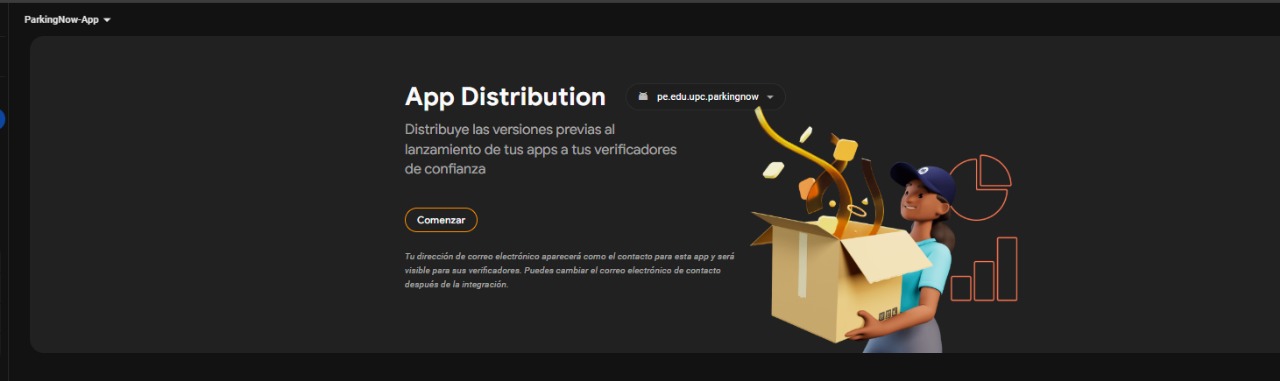 ParkingNow-App
App Distribution
pe.edu.upc.parkingnow
Distribuye las versiones previas al
lanzamiento de tus apps a tus verificadores
de confianza
Comenzar
Tu dirección de correo electrónico aparecerá como el contacto para esta app y será
visible para sus verificadores. Puedes cambiar el correo electrónico de contacto
después de la integración.